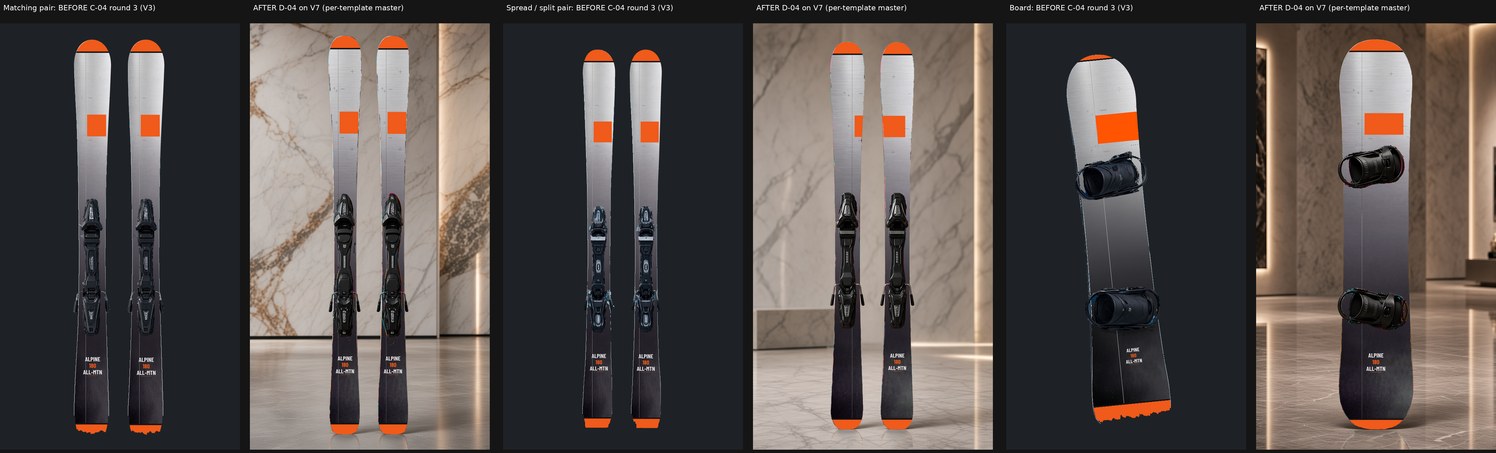 Matching pair: BEFORE C-04 round 3 (V3)
AFTER D-04 on V7 (per-template master)
Spread / split pair: BEFORE C-04 round 3 (V3)
AFTER D-04 on V7 (per-template master)
Board: BEFORE C-04 round 3 (V3)
AFTER D-04 on V7 (per-template master)
ALPINE
180
ALL-MTN
ALPINE
180
ALL-MTN
ALPINE
180
ALL-MTN
ALPINE
180
ALL-MTN
ALPINE
180
ALL-MTN
ALPINE
180
ALL-MTN
ALPINE
180
ALL-MTN
ALPINE
180
ALL-MTN
ALPINE
180
ALL-MTN